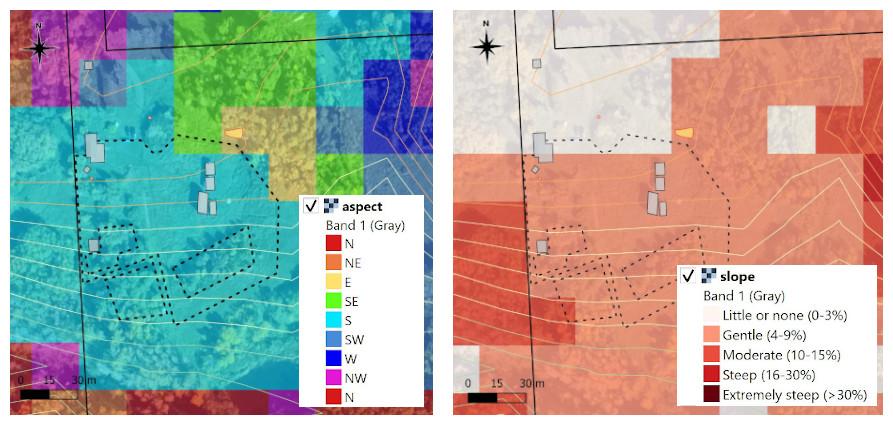 N
aspect
Band 1 (Gray)
N
NE
E
SE
S
SW
W
NW
N
0 15 30 m
N
slope
Band 1 (Gray)
Little or none (0-3%)
Gentle (4-9%)
Moderate (10-15%)
Steep (16-30%)
Extremely steep (>30%)
0 15 30 m